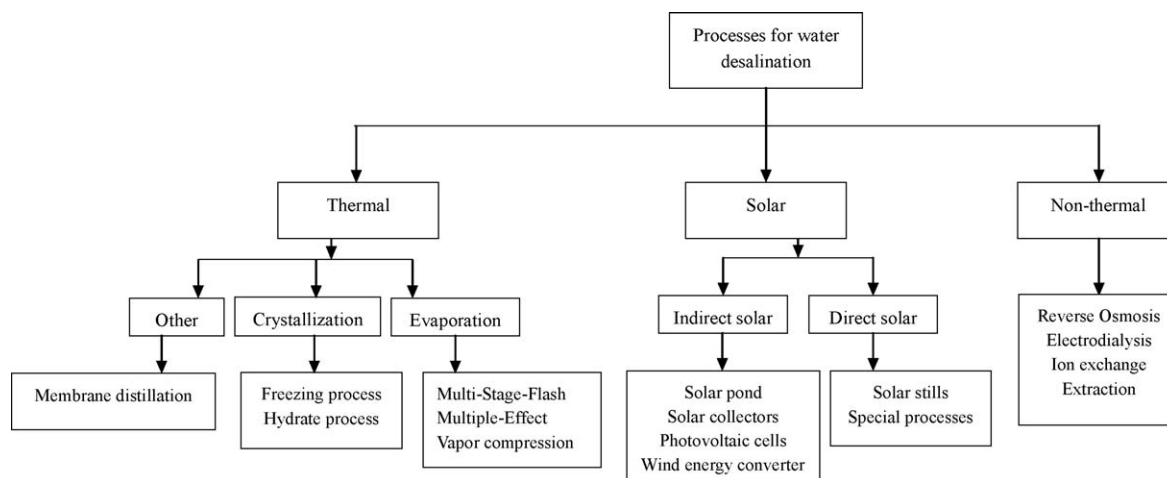 Processes for water
desalination
Thermal
Solar
Non-thermal
Other
Crystallization
Evaporation
Indirect solar
Direct solar
Membrane distillation
Freezing process
Hydrate process
Multi-Stage-Flash
Multiple-Effect
Vapor compression
Solar pond
Solar collectors
Photovoltaic cells
Wind energy converter
Solar stills
Special processes
Reverse Osmosis
Electrodialysis
Ion exchange
Extraction